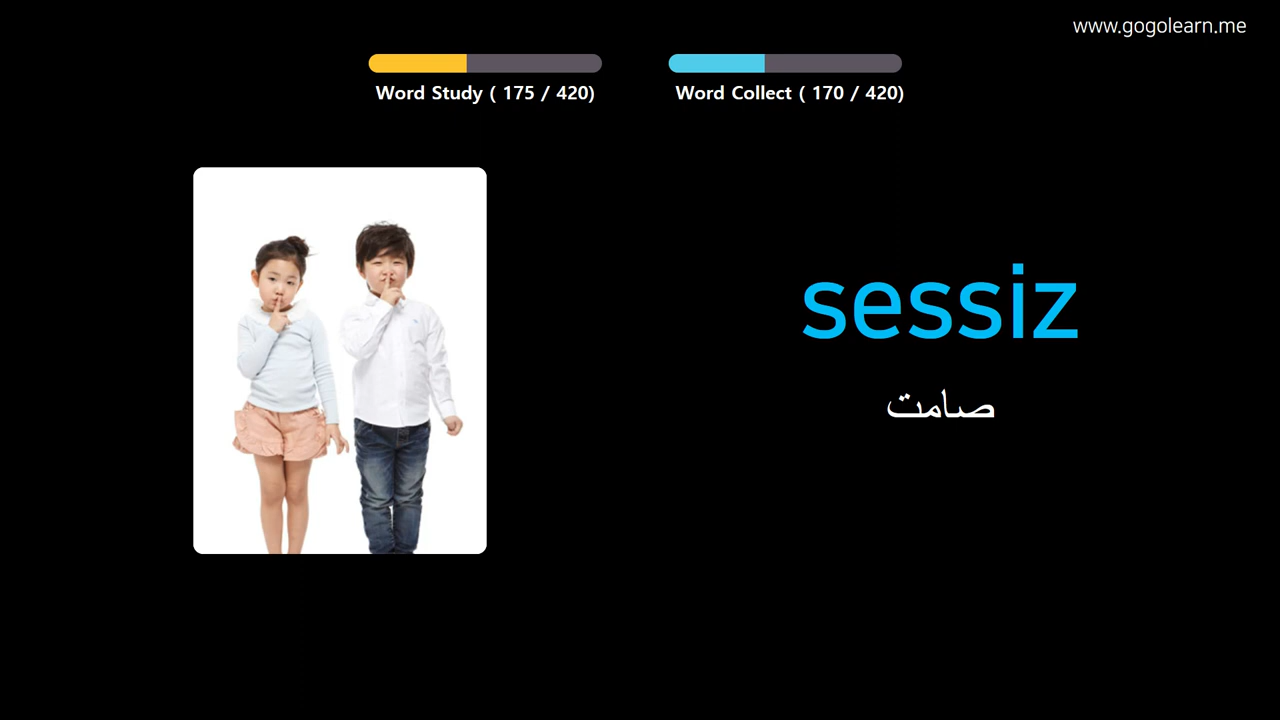 www.gogolearn.me
Word Study ( 175 / 420)
Word Collect ( 170 / 420)
sessiz
صامت